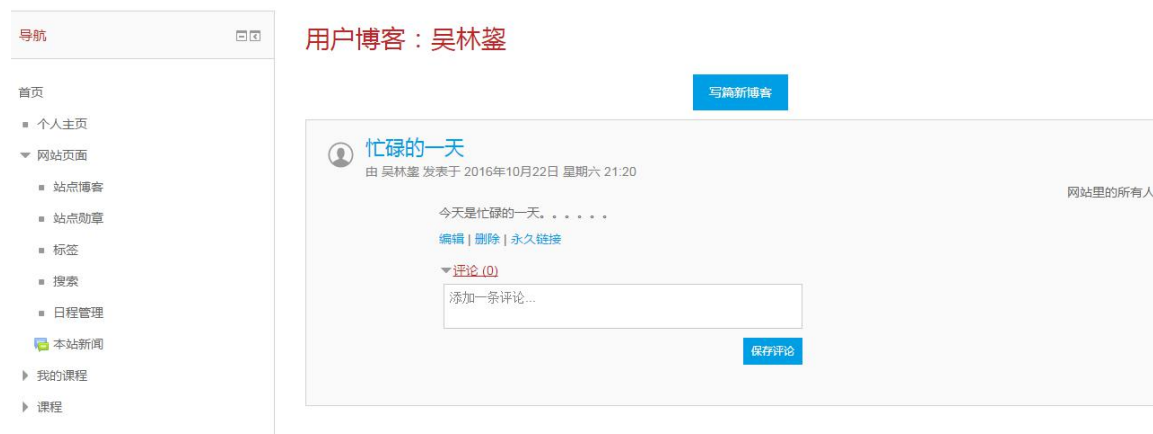 导航
首页
个人主页
网站页面
站点博客
站点勋章
标签
搜索
日程管理
本站新闻
我的课程
课程
用户博客：吴林鋆
写篇新博客
忙碌的一天
由 吴林鋆 发表于 2016年10月22日 星期六 21:20
网站里的所有人
今天是忙碌的一天。。。。。。
编辑 | 删除 | 永久链接
评论 (0)
添加一条评论...
保存评论